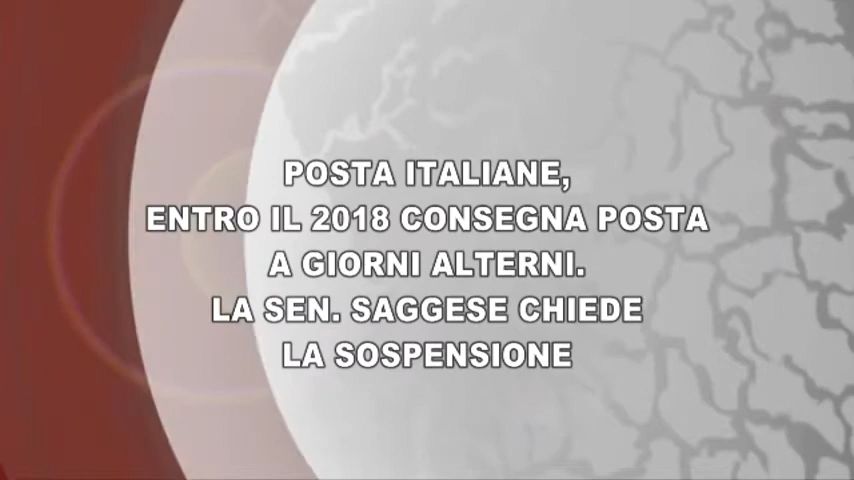 POSTA ITALIANE,
ENTRO IL 2018 CONSEGNA POSTA
A GIORNI ALTERNI.
LA SEN. SAGGESE CHIEDE
LA SOSPENSIONE